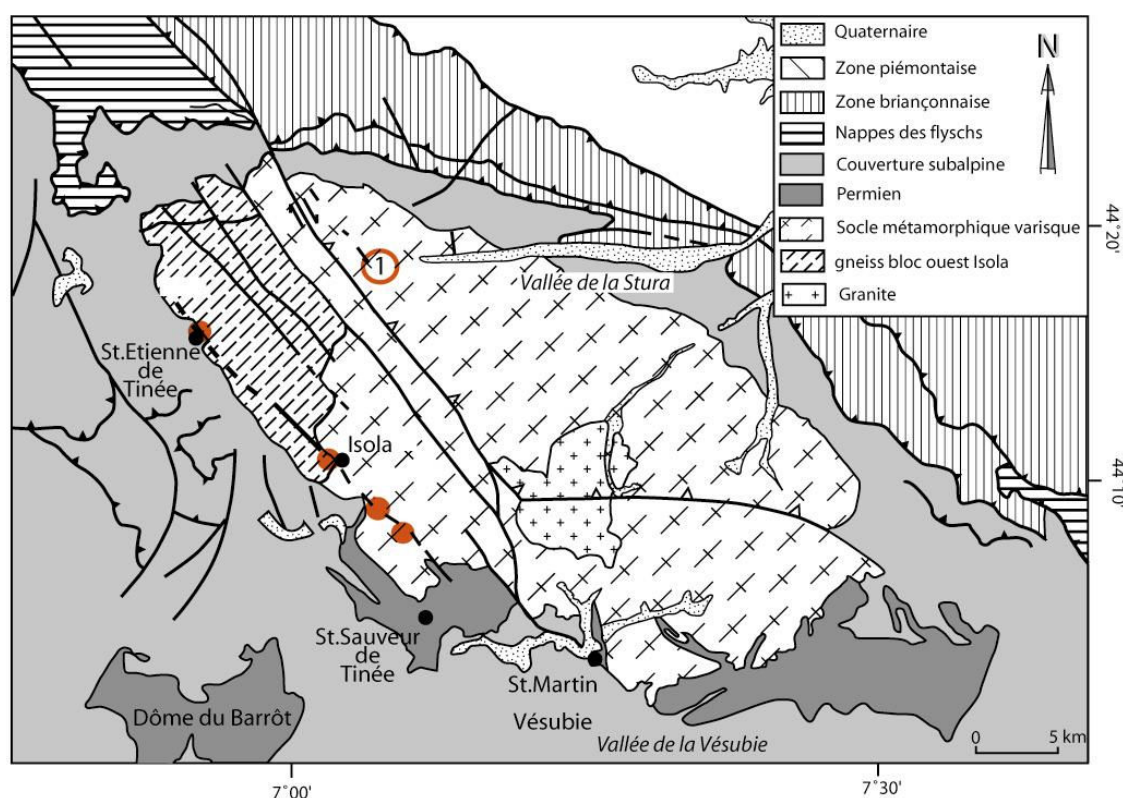 Quaternaire
Zone piémontaise
Zone briançonnaise
Nappes des flyschs
Couverture subalpine
Permien
Socle métamorphique varisque
gneiss bloc ouest Isola
Granite
N
44˚20'
1
Vallée de la Stura
St.Etienne
de
Tinée
Isola
44˚10'
St.Sauveur
de
Tinée
St.Martin
Vésubie
Dôme du Barrôt
Vallée de la Vésubie
0 5 km
7˚00'
7˚30'